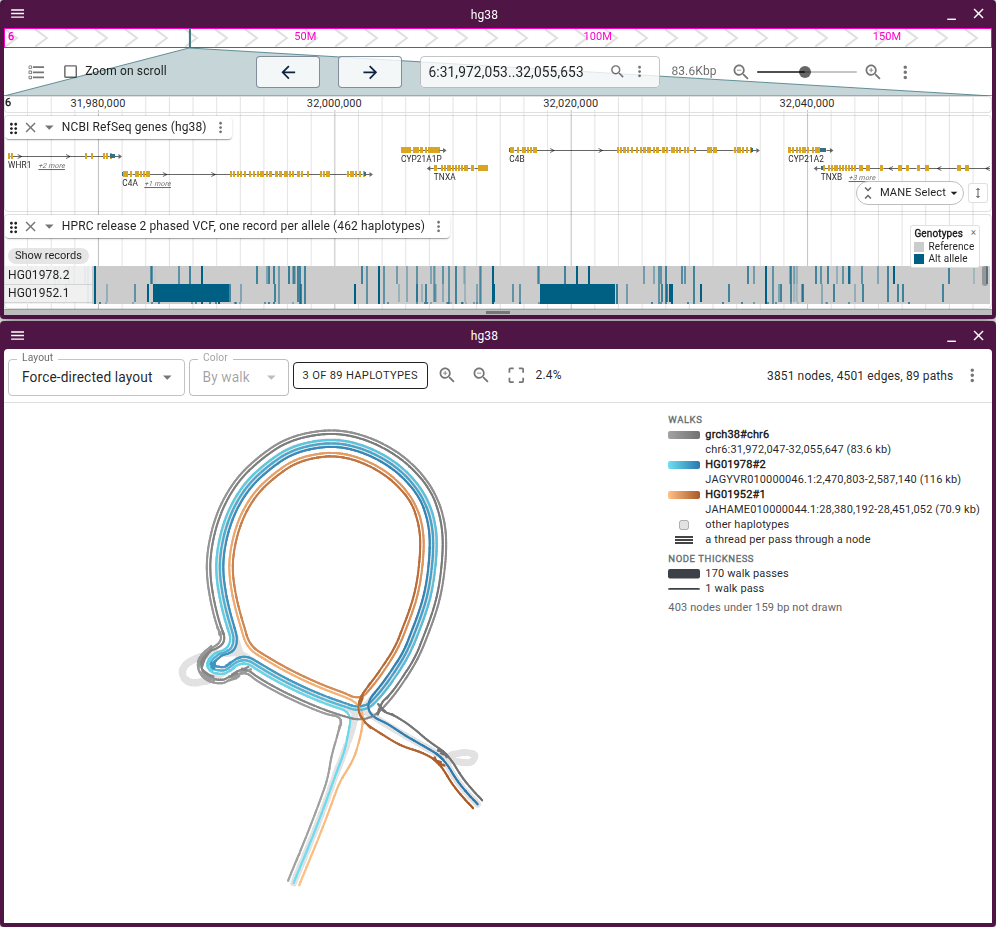 hg38
6 50M 100M 150M
Zoom on scroll
6:31,972,053..32,055,653
83.6Kbp
6 31,980,000 32,000,000 32,020,000 32,040,000
NCBI RefSeq genes (hg38)
CYP21A1P C4B CYP21A2
WHR1 +2 more
TNXA TNXB +3 more
C4A +1 more
MANE Select
HPRC release 2 phased VCF, one record per allele (462 haplotypes)
Genotypes x
Reference
Alt allele
Show records
HG01978.2
HG01952.1
hg38
Layout
Force-directed layout
Color
By walk
3 OF 89 HAPLOTYPES
2.4%
3851 nodes, 4501 edges, 89 paths
WALKS
grch38#chr6
chr6:31,972,047-32,055,647 (83.6 kb)
HG01978#2
JAGYVR010000046.1:2,470,803-2,587,140 (116 kb)
HG01952#1
JAHAME010000044.1:28,380,192-28,451,052 (70.9 kb)
other haplotypes
a thread per pass through a node
NODE THICKNESS
170 walk passes
1 walk pass
403 nodes under 159 bp not drawn